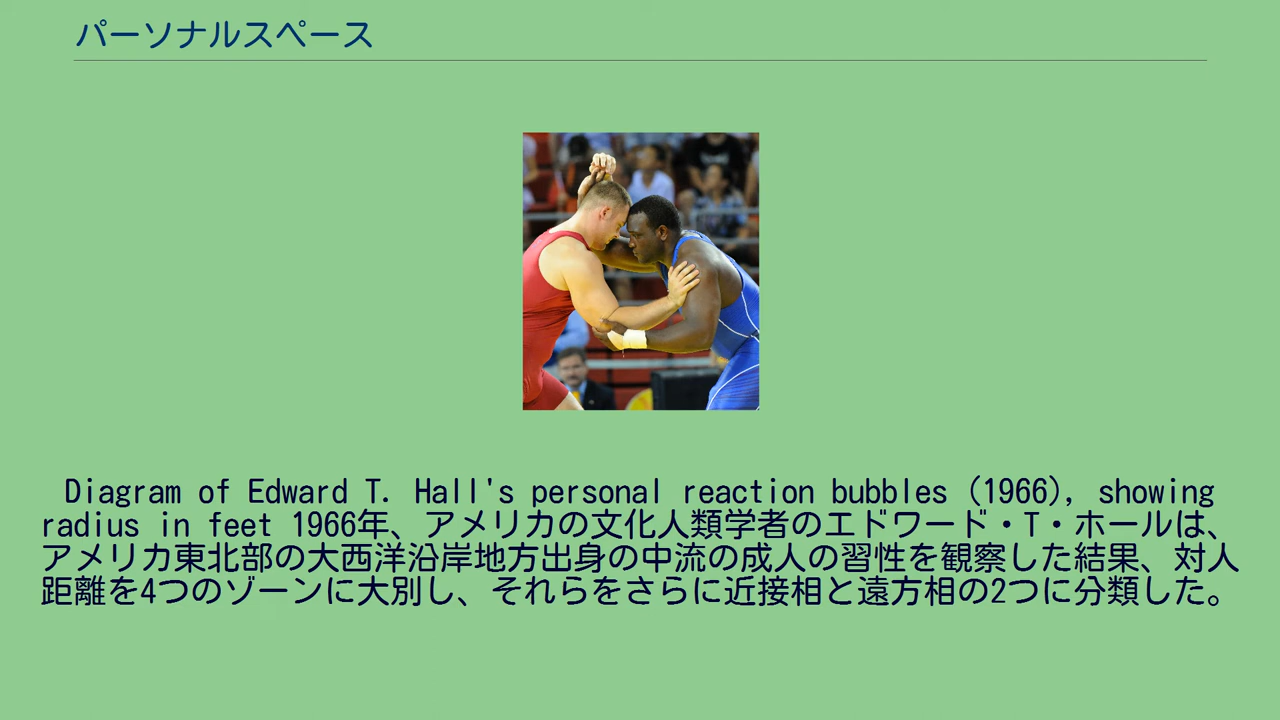 パーソナルスペース
Diagram of Edward T. Hall's personal reaction bubbles (1966), showing
radius in feet 1966年、アメリカの文化人類学者のエドワード・T・ホールは、
アメリカ東北部の大西洋沿岸地方出身の中流の成人の習性を観察した結果、対人
距離を4つのゾーンに大別し、それらをさらに近接相と遠方相の2つに分類した。